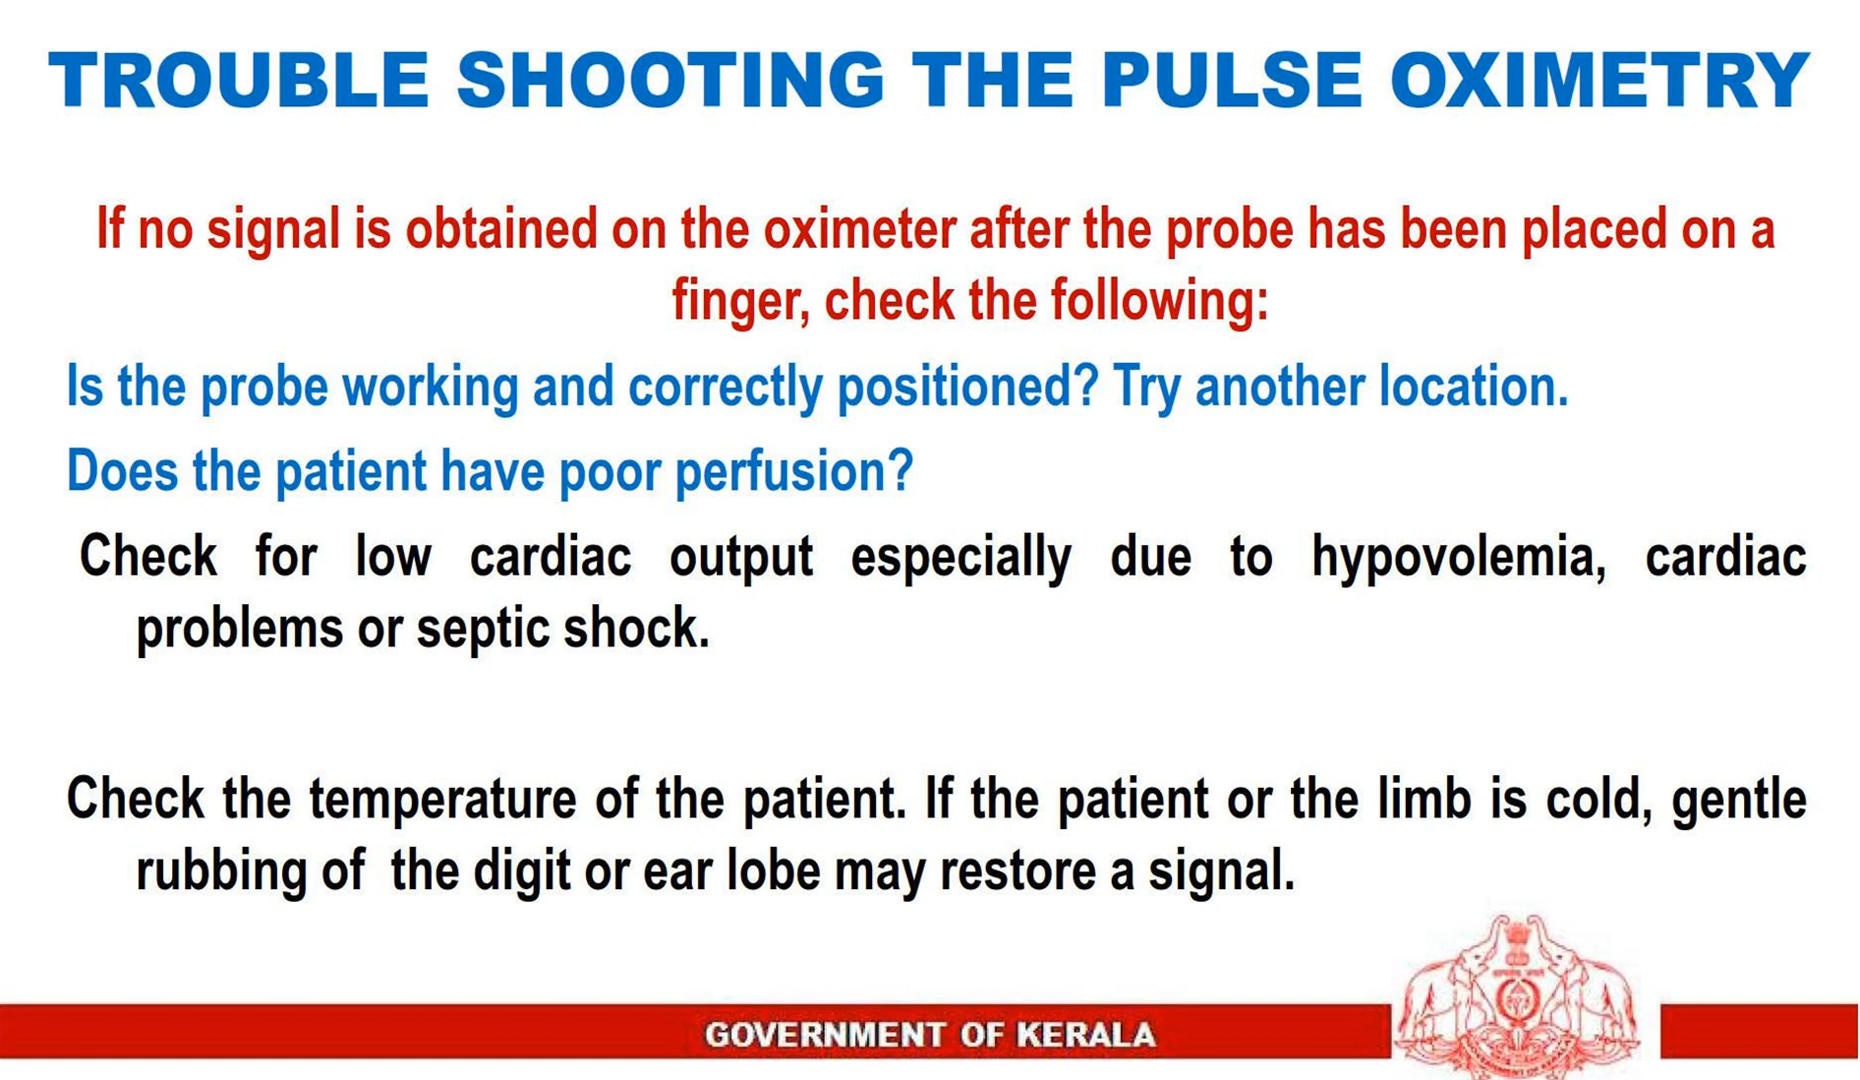 TROUBLE SHOOTING THE PULSE OXIMETRY
If no signal is obtained on the oximeter after the probe has been placed on a
finger, check the following:
Is the probe working and correctly positioned? Try another location.
Does the patient have poor perfusion?
Check for low cardiac output especially due to hypovolemia, cardiac
problems or septic shock.
Check the temperature of the patient. If the patient or the limb is cold, gentle
rubbing of the digit or ear lobe may restore a signal.
GOVERNMENT OF KERALA